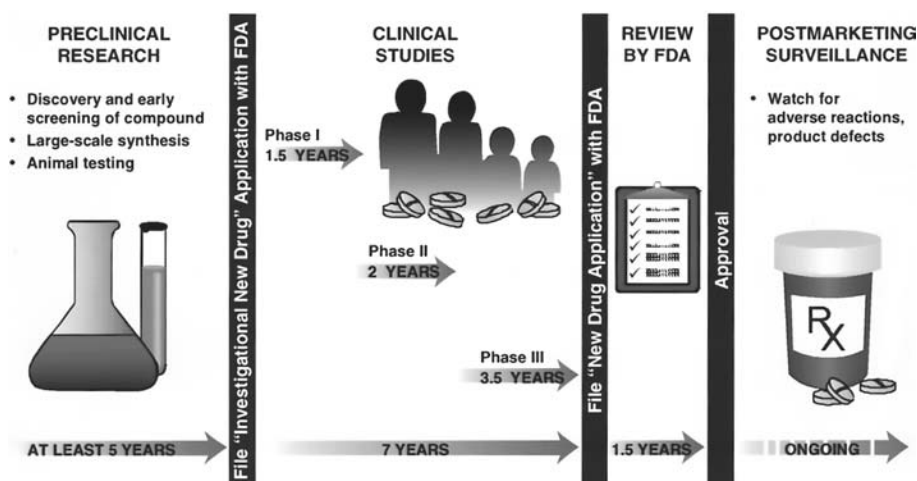 PRECLINICAL
RESEARCH
• Discovery and early
screening of compound
• Large-scale synthesis
• Animal testing
AT LEAST 5 YEARS
File "Investigational New Drug" Application with FDA
CLINICAL
STUDIES
Phase I
1.5 YEARS
Phase II
2 YEARS
Phase III
3.5 YEARS
7 YEARS
File "New Drug Application" with FDA
REVIEW
BY FDA
1.5 YEARS
Approval
POSTMARKETING
SURVEILLANCE
• Watch for
adverse reactions,
product defects
Rx
ONGOING